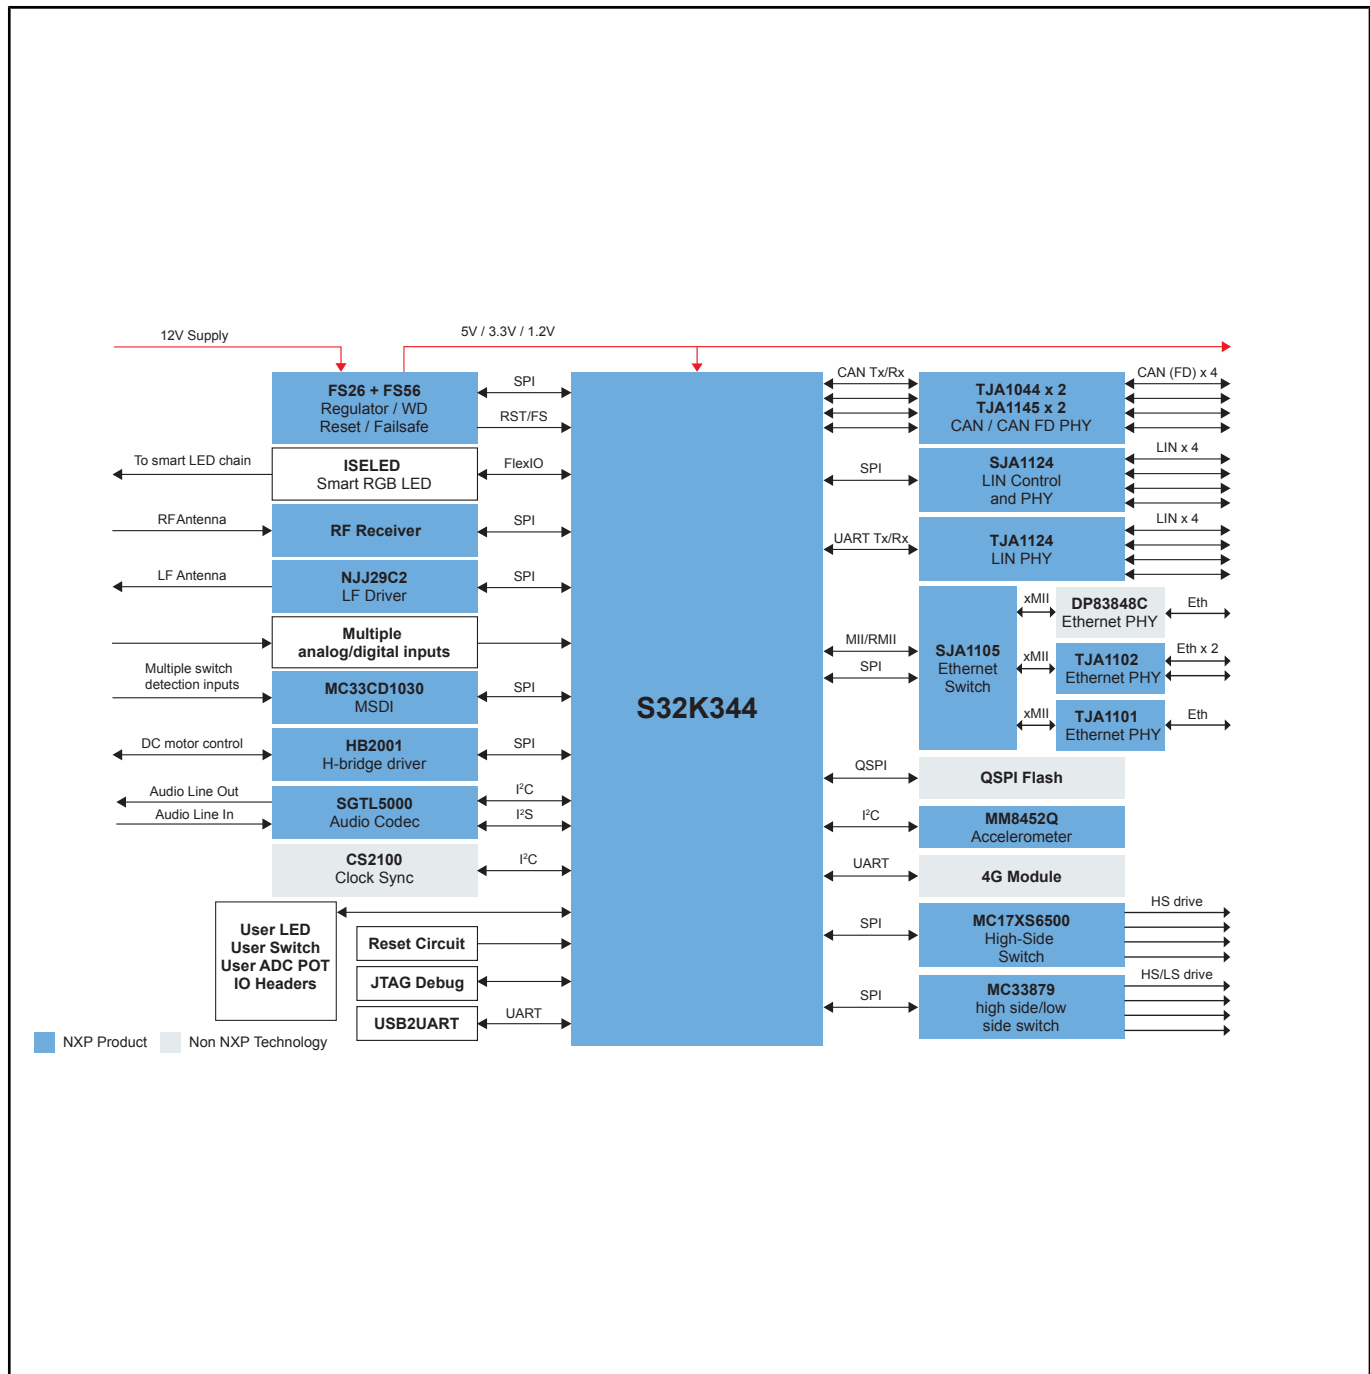 12V Supply
5V / 3.3V / 1.2V
FS26 + FS56
Regulator / WD
Reset / Failsafe
SPI
RST/FS
To smart LED chain
ISELED
Smart RGB LED
FlexIO
RF Antenna
RF Receiver
SPI
LF Antenna
NJJ29C2
LF Driver
SPI
Multiple
analog/digital inputs
Multiple switch
detection inputs
MC33CD1030
MSDI
SPI
DC motor control
HB2001
H-bridge driver
SPI
Audio Line Out
Audio Line In
SGTL5000
Audio Codec
I²C
I²S
CS2100
Clock Sync
I²C
User LED
User Switch
User ADC POT
IO Headers
Reset Circuit
JTAG Debug
USB2UART
UART
NXP Product
Non NXP Technology
S32K344
CAN Tx/Rx
TJA1044 x 2
TJA1145 x 2
CAN / CAN FD PHY
CAN (FD) x 4
SPI
SJA1124
LIN Control
and PHY
LIN x 4
UART Tx/Rx
TJA1124
LIN PHY
LIN x 4
MII/RMII
SPI
SJA1105
Ethernet
Switch
xMII
DP83848C
Ethernet PHY
Eth
xMII
TJA1102
Ethernet PHY
Eth x 2
xMII
TJA1101
Ethernet PHY
Eth
QSPI
QSPI Flash
I²C
MM8452Q
Accelerometer
UART
4G Module
SPI
MC17XS6500
High-Side
Switch
HS drive
SPI
MC33879
high side/low
side switch
HS/LS drive